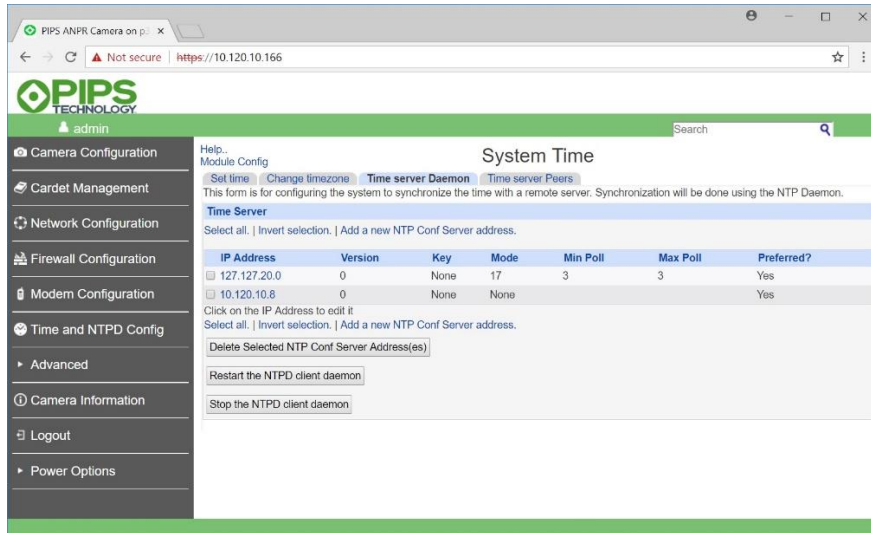 PIPS ANPR Camera on p
Not secure https://10.120.10.166
PIPS
TECHNOLOGY
admin
Search
Camera Configuration
Cardet Management
Network Configuration
Firewall Configuration
Modem Configuration
Time and NTPD Config
Advanced
Camera Information
Logout
Power Options
Help..
Module Config
System Time
Set time Change timezone Time server Daemon Time server Peers
This form is for configuring the system to synchronize the time with a remote server. Synchronization will be done using the NTP Daemon.
Time Server
Select all. | Invert selection. | Add a new NTP Conf Server address.
IP Address Version Key Mode Min Poll Max Poll Preferred?
127.127.20.0 0 None 17 3 3 Yes
10.120.10.8 0 None None Yes
Click on the IP Address to edit it
Select all. | Invert selection. | Add a new NTP Conf Server address.
Delete Selected NTP Conf Server Address(es)
Restart the NTPD client daemon
Stop the NTPD client daemon